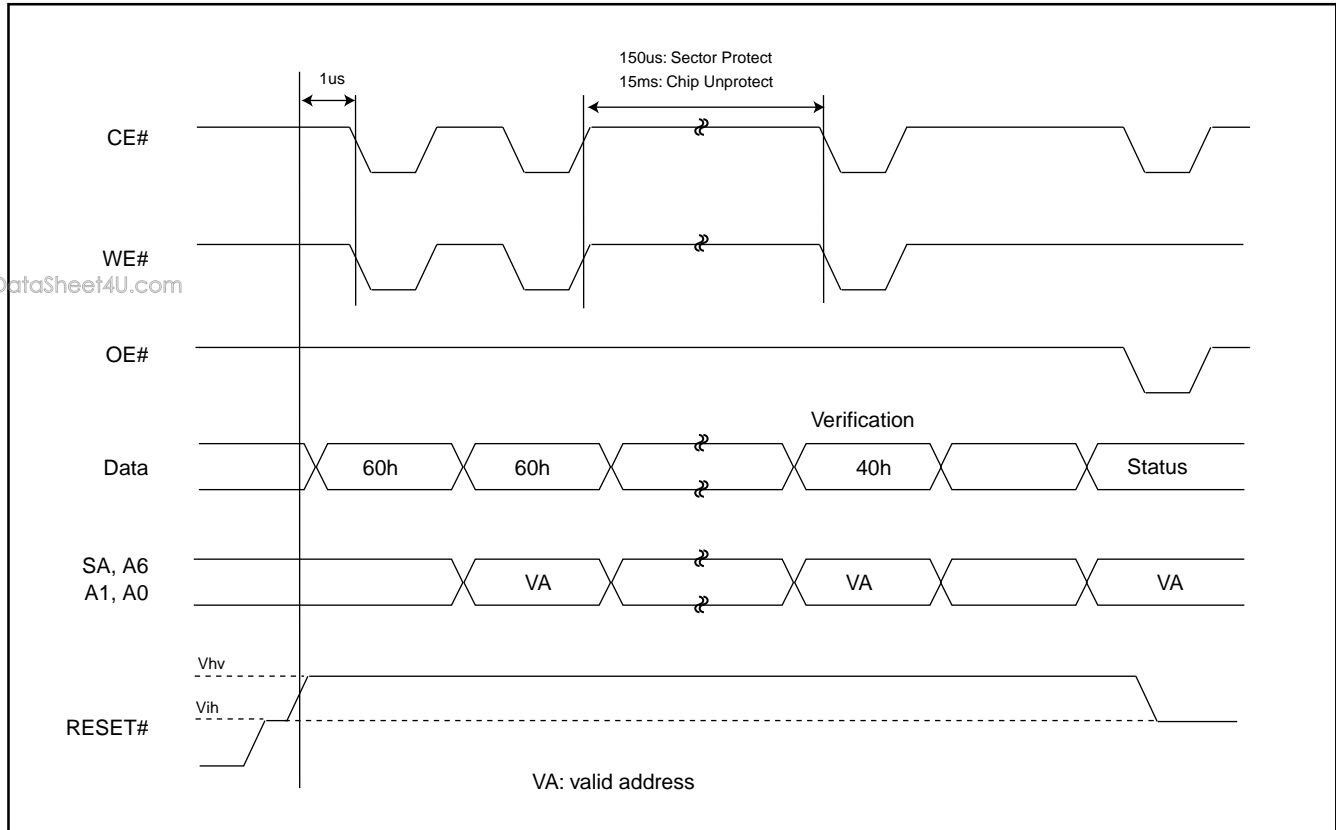 150us: Sector Protect
15ms: Chip Unprotect
1us
CE#
WE#
DataSheet4U.com
OE#
Verification
Data
60h
60h
40h
Status
SA, A6
A1, A0
VA
VA
VA
Vhv
Vih
RESET#
VA: valid address